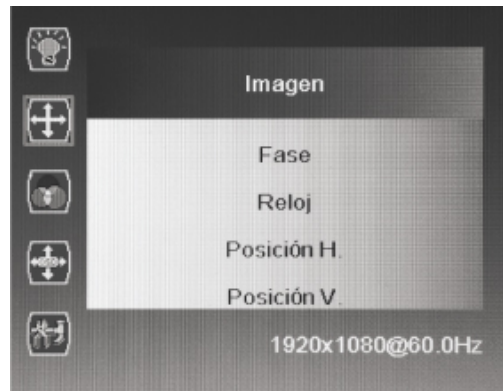 Imagen
Fase
Reloj
Posición H.
Posición V.
1920x1080@60.0Hz